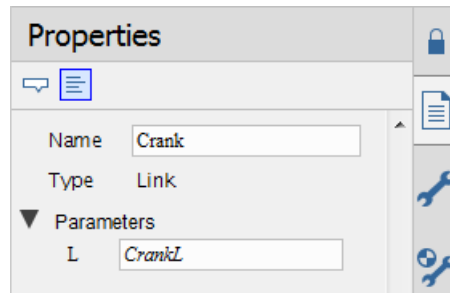 Properties
Name Crank
Type Link
Parameters
L CrankL